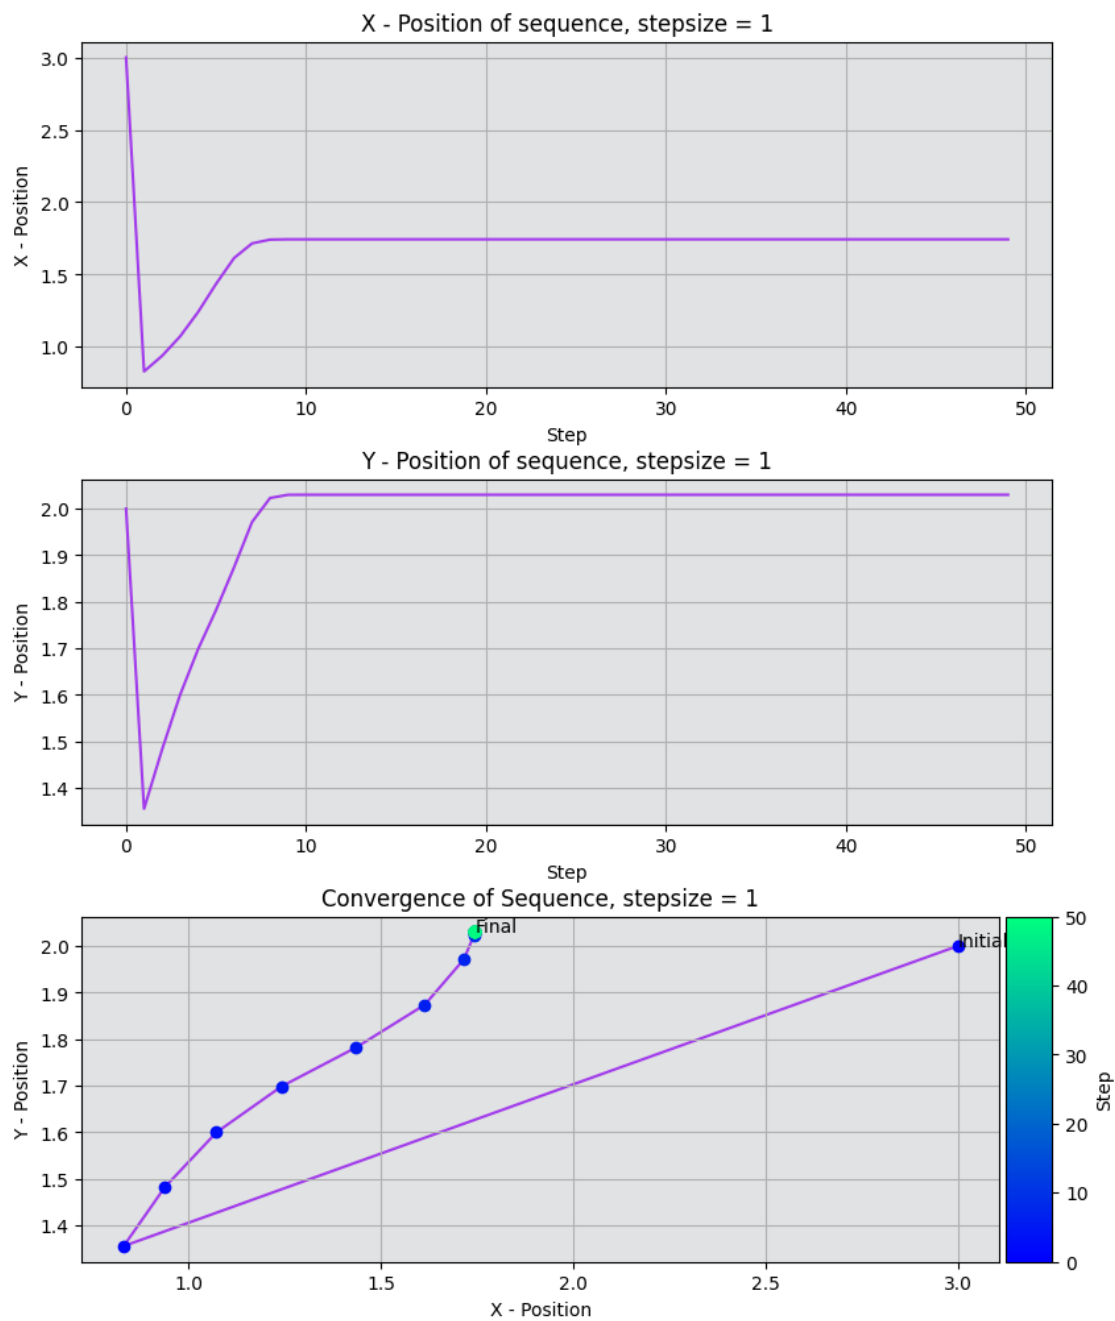 X - Position of sequence, stepsize = 1
3.0
2.5
2.0
1.5
1.0
X - Position
0 10 20 30 40 50
Step
Y - Position of sequence, stepsize = 1
2.0
1.9
1.8
1.7
1.6
1.5
1.4
Y - Position
0 10 20 30 40 50
Step
Convergence of Sequence, stepsize = 1
Final
Initial
2.0
1.9
1.8
1.7
1.6
1.5
1.4
Y - Position
1.0 1.5 2.0 2.5 3.0
X - Position
50
40
30
20
10
0
Step